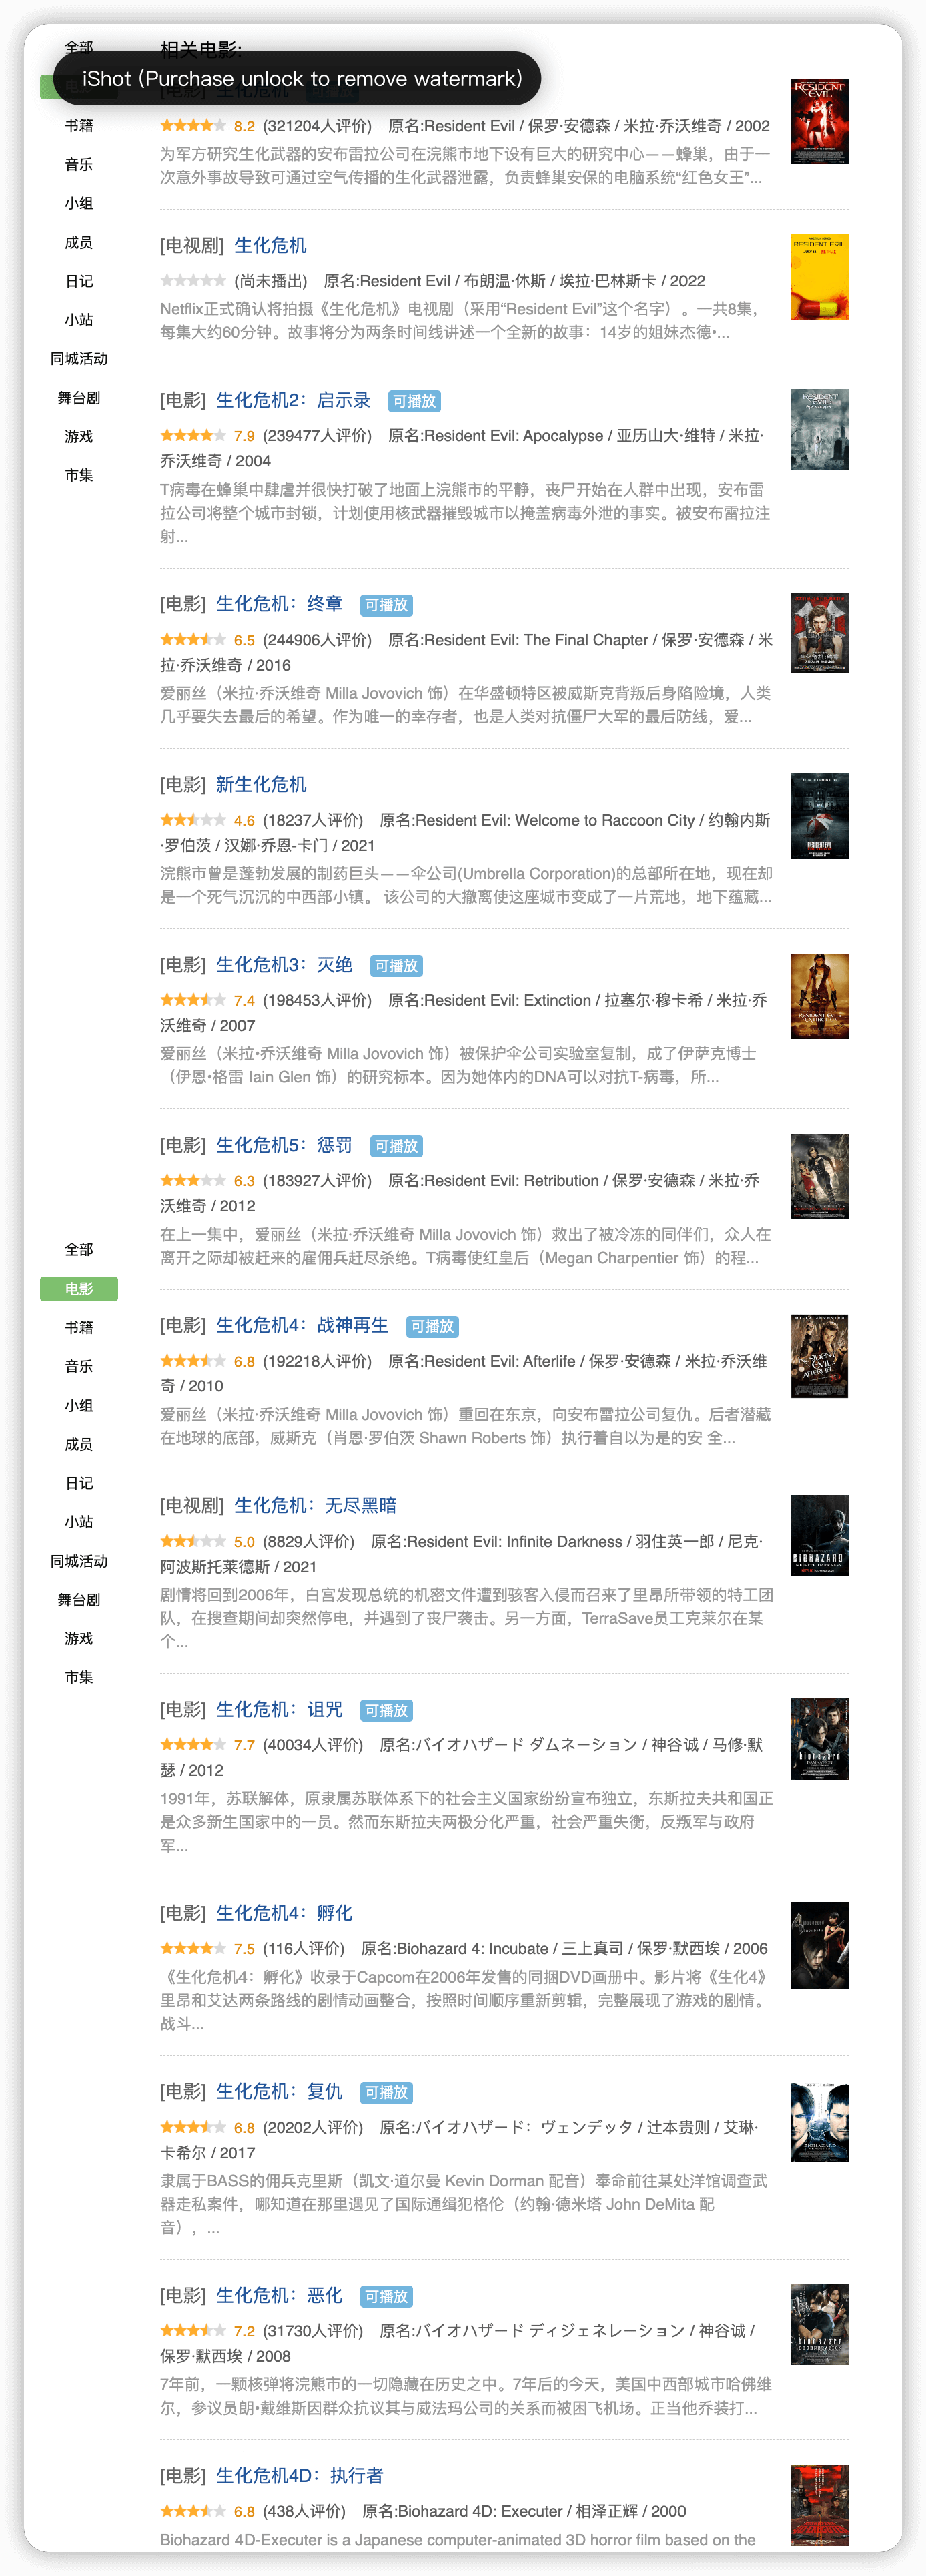 全部
相关电影:
iShot (Purchase unlock to remove watermark)
书籍
音乐
小组
成员
日记
小站
同城活动
舞台剧
游戏
市集
8.2 (321204人评价) 原名:Resident Evil / 保罗·安德森 / 米拉·乔沃维奇 / 2002
为军方研究生化武器的安布雷拉公司在浣熊市地下设有巨大的研究中心——蜂巢，由于一
次意外事故导致可通过空气传播的生化武器泄露，负责蜂巢安保的电脑系统“红色女王”...
[电视剧] 生化危机
(尚未播出) 原名:Resident Evil / 布朗温·休斯 / 埃拉·巴林斯卡 / 2022
Netflix正式确认将拍摄《生化危机》电视剧（采用“Resident Evil”这个名字）。一共8集，
每集大约60分钟。故事将分为两条时间线讲述一个全新的故事：14岁的姐妹杰德•...
[电影] 生化危机2：启示录 可播放
7.9 (239477人评价) 原名:Resident Evil: Apocalypse / 亚历山大·维特 / 米拉·
乔沃维奇 / 2004
T病毒在蜂巢中肆虐并很快打破了地面上浣熊市的平静，丧尸开始在人群中出现，安布雷
拉公司将整个城市封锁，计划使用核武器摧毁城市以掩盖病毒外泄的事实。被安布雷拉注
射...
[电影] 生化危机：终章 可播放
6.5 (244906人评价) 原名:Resident Evil: The Final Chapter / 保罗·安德森 / 米
拉·乔沃维奇 / 2016
爱丽丝（米拉·乔沃维奇 Milla Jovovich 饰）在华盛顿特区被威斯克背叛后身陷险境，人类
几乎要失去最后的希望。作为唯一的幸存者，也是人类对抗僵尸大军的最后防线，爱...
[电影] 新生化危机
4.6 (18237人评价) 原名:Resident Evil: Welcome to Raccoon City / 约翰内斯
·罗伯茨 / 汉娜·乔恩-卡门 / 2021
浣熊市曾是蓬勃发展的制药巨头——伞公司(Umbrella Corporation)的总部所在地，现在却
是一个死气沉沉的中西部小镇。 该公司的大撤离使这座城市变成了一片荒地，地下蕴藏...
[电影] 生化危机3：灭绝 可播放
7.4 (198453人评价) 原名:Resident Evil: Extinction / 拉塞尔·穆卡希 / 米拉·乔
沃维奇 / 2007
爱丽丝（米拉•乔沃维奇 Milla Jovovich 饰）被保护伞公司实验室复制，成了伊萨克博士
（伊恩•格雷 Iain Glen 饰）的研究标本。因为她体内的DNA可以对抗T-病毒，所...
[电影] 生化危机5：惩罚 可播放
6.3 (183927人评价) 原名:Resident Evil: Retribution / 保罗·安德森 / 米拉·乔
沃维奇 / 2012
在上一集中，爱丽丝（米拉·乔沃维奇 Milla Jovovich 饰）救出了被冷冻的同伴们，众人在
离开之际却被赶来的雇佣兵赶尽杀绝。T病毒使红皇后（Megan Charpentier 饰）的程...
全部
电影
书籍
音乐
小组
成员
日记
小站
同城活动
舞台剧
游戏
市集
[电影] 生化危机4：战神再生 可播放
6.8 (192218人评价) 原名:Resident Evil: Afterlife / 保罗·安德森 / 米拉·乔沃维
奇 / 2010
爱丽丝（米拉·乔沃维奇 Milla Jovovich 饰）重回在东京，向安布雷拉公司复仇。后者潜藏
在地球的底部，威斯克（肖恩·罗伯茨 Shawn Roberts 饰）执行着自以为是的安 全...
[电视剧] 生化危机：无尽黑暗
5.0 (8829人评价) 原名:Resident Evil: Infinite Darkness / 羽住英一郎 / 尼克·
阿波斯托莱德斯 / 2021
剧情将回到2006年，白宫发现总统的机密文件遭到骇客入侵而召来了里昂所带领的特工团
队，在搜查期间却突然停电，并遇到了丧尸袭击。另一方面，TerraSave员工克莱尔在某
个...
[电影] 生化危机：诅咒 可播放
7.7 (40034人评价) 原名:バイオハザード ダムネーション / 神谷诚 / 马修·默
瑟 / 2012
1991年，苏联解体，原隶属苏联体系下的社会主义国家纷纷宣布独立，东斯拉夫共和国正
是众多新生国家中的一员。然而东斯拉夫两极分化严重，社会严重失衡，反叛军与政府
军...
[电影] 生化危机4：孵化
7.5 (116人评价) 原名:Biohazard 4: Incubate / 三上真司 / 保罗·默西埃 / 2006
《生化危机4：孵化》收录于Capcom在2006年发售的同捆DVD画册中。影片将《生化4》
里昂和艾达两条路线的剧情动画整合，按照时间顺序重新剪辑，完整展现了游戏的剧情。
战斗...
[电影] 生化危机：复仇 可播放
6.8 (20202人评价) 原名:バイオハザード：ヴェンデッタ / 辻本贵则 / 艾琳·
卡希尔 / 2017
隶属于BASS的佣兵克里斯（凯文·道尔曼 Kevin Dorman 配音）奉命前往某处洋馆调查武
器走私案件，哪知道在那里遇见了国际通缉犯格伦（约翰·德米塔 John DeMita 配
音），...
[电影] 生化危机：恶化 可播放
7.2 (31730人评价) 原名:バイオハザード ディジェネレーション / 神谷诚 /
保罗·默西埃 / 2008
7年前，一颗核弹将浣熊市的一切隐藏在历史之中。7年后的今天，美国中西部城市哈佛维
尔，参议员朗•戴维斯因群众抗议其与威法玛公司的关系而被困飞机场。正当他乔装打...
[电影] 生化危机4D：执行者
6.8 (438人评价) 原名:Biohazard 4D: Executer / 相泽正辉 / 2000
Biohazard 4D-Executer is a Japanese computer-animated 3D horror film based on the